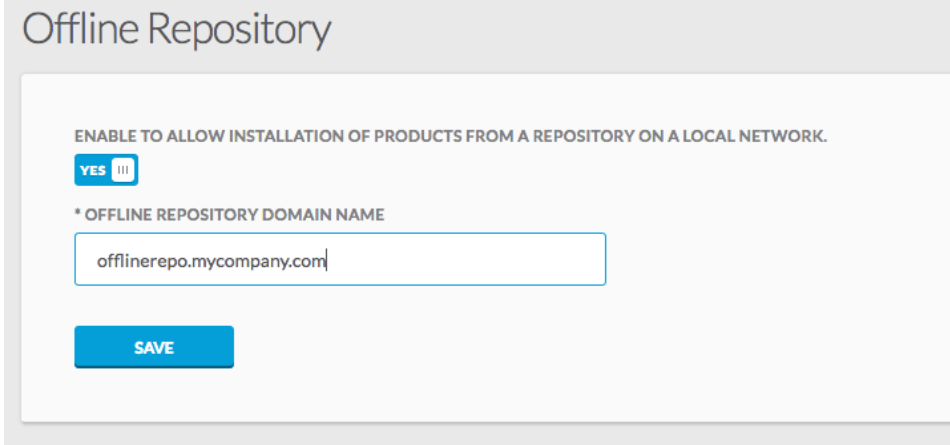 Offline Repository
ENABLE TO ALLOW INSTALLATION OF PRODUCTS FROM A REPOSITORY ON A LOCAL NETWORK.
YES
* OFFLINE REPOSITORY DOMAIN NAME
offlinerepo.mycompany.com
SAVE